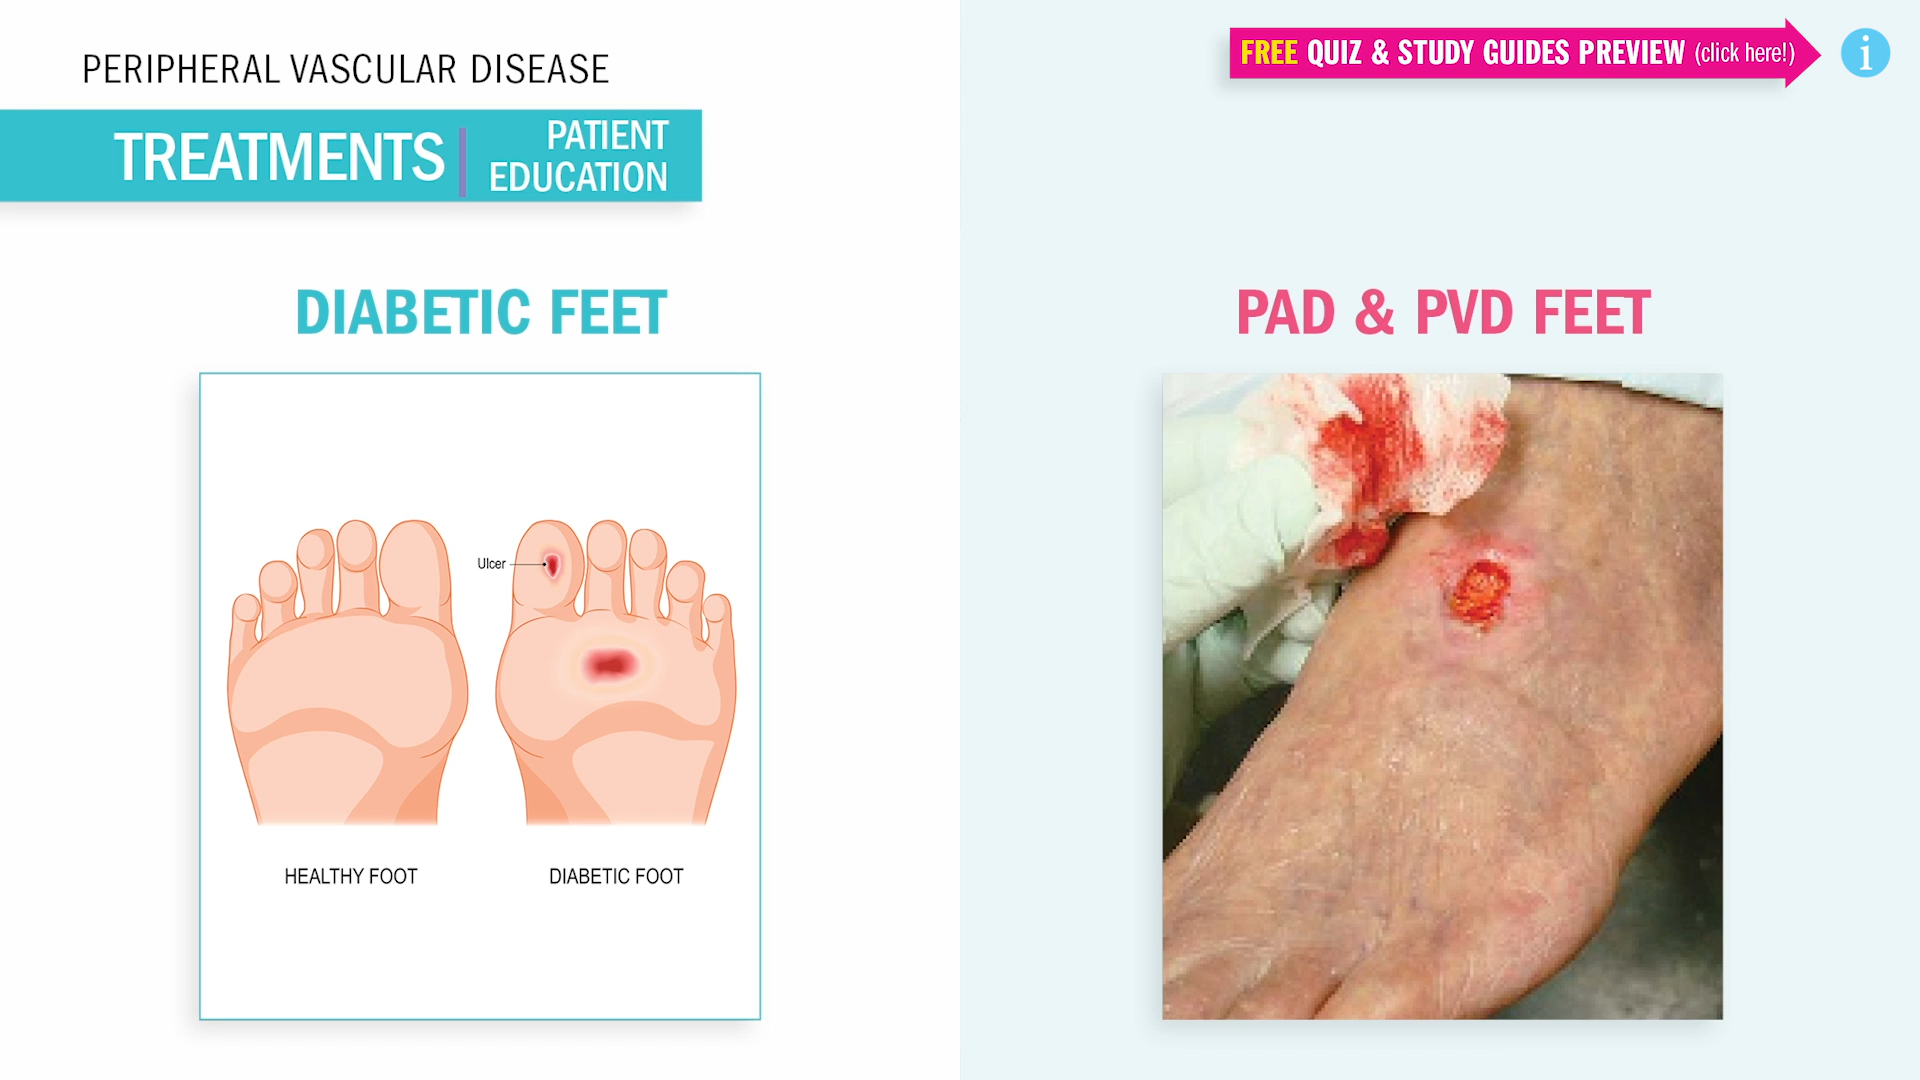 PERIPHERAL VASCULAR DISEASE
TREATMENTS
PATIENT
EDUCATION
FREE QUIZ & STUDY GUIDES PREVIEW (click here!)
i
DIABETIC FEET
Ulcer
HEALTHY FOOT
DIABETIC FOOT
PAD & PVD FEET